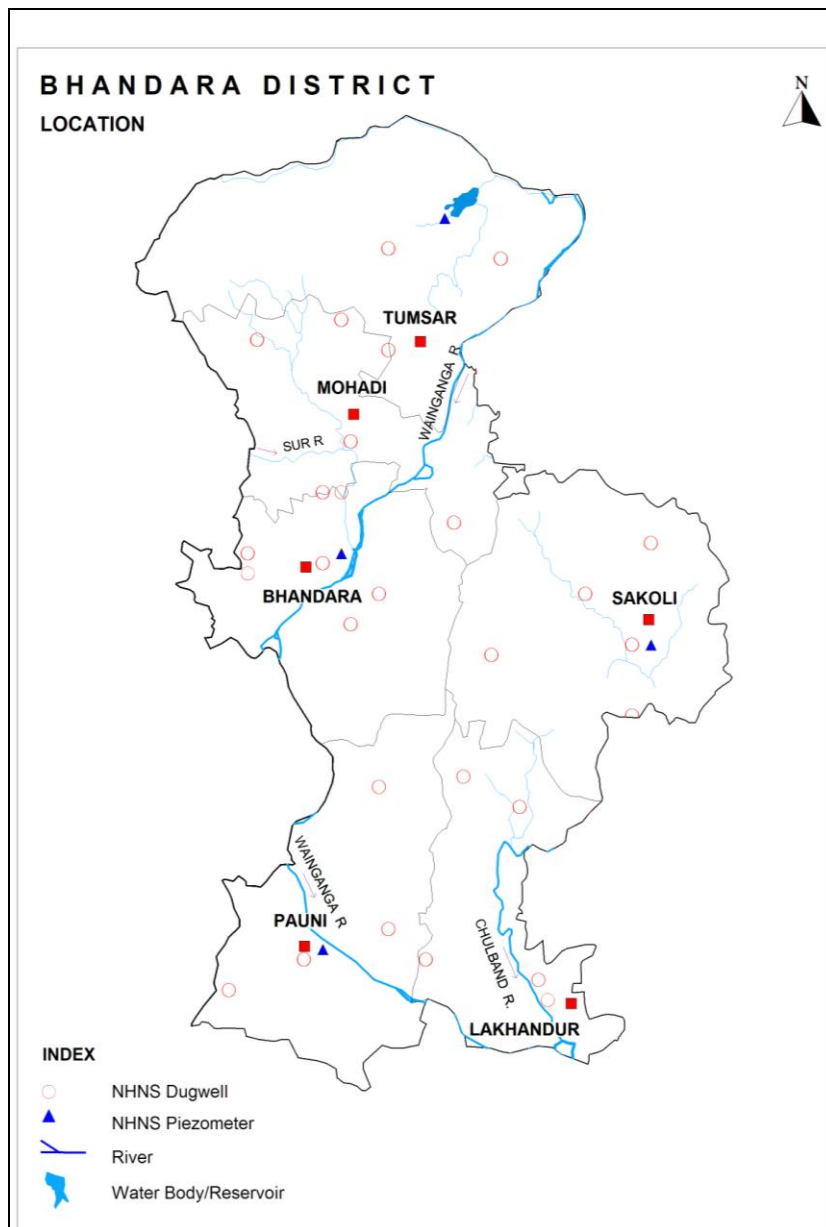 BHANDARA DISTRICT
LOCATION
N
TUMSAR
WAINGANGA R
MOHADI
SUR R
BHANDARA
SAKOLI
WAINGANGA R
PAUNI
CHULBAND R.
LAKHANDUR
INDEX
NHNS Dugwell
NHNS Piezometer
River
Water Body/Reservoir